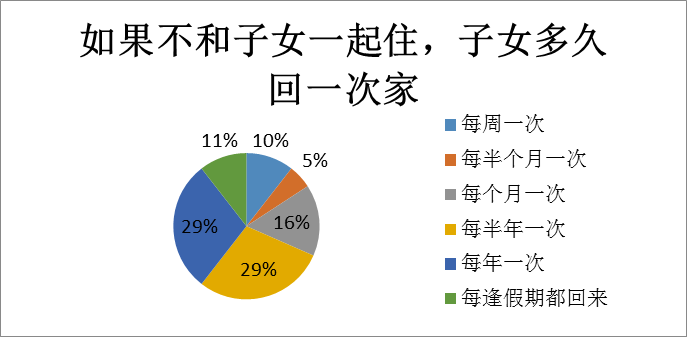 如果不和子女一起住，子女多久
回一次家
11%
10%
5%
16%
29%
29%
每周一次
每半个月一次
每个月一次
每半年一次
每年一次
每逢假期都回来